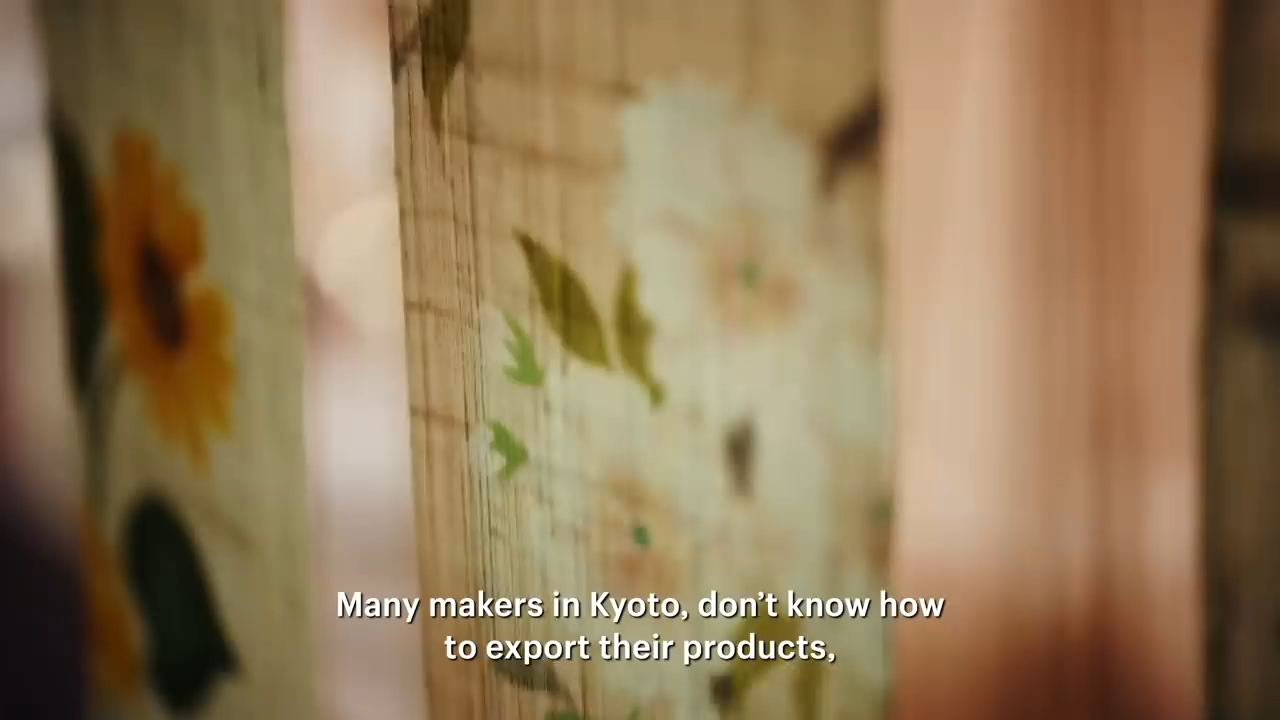 Many makers in Kyoto, don’t know how
to export their products,